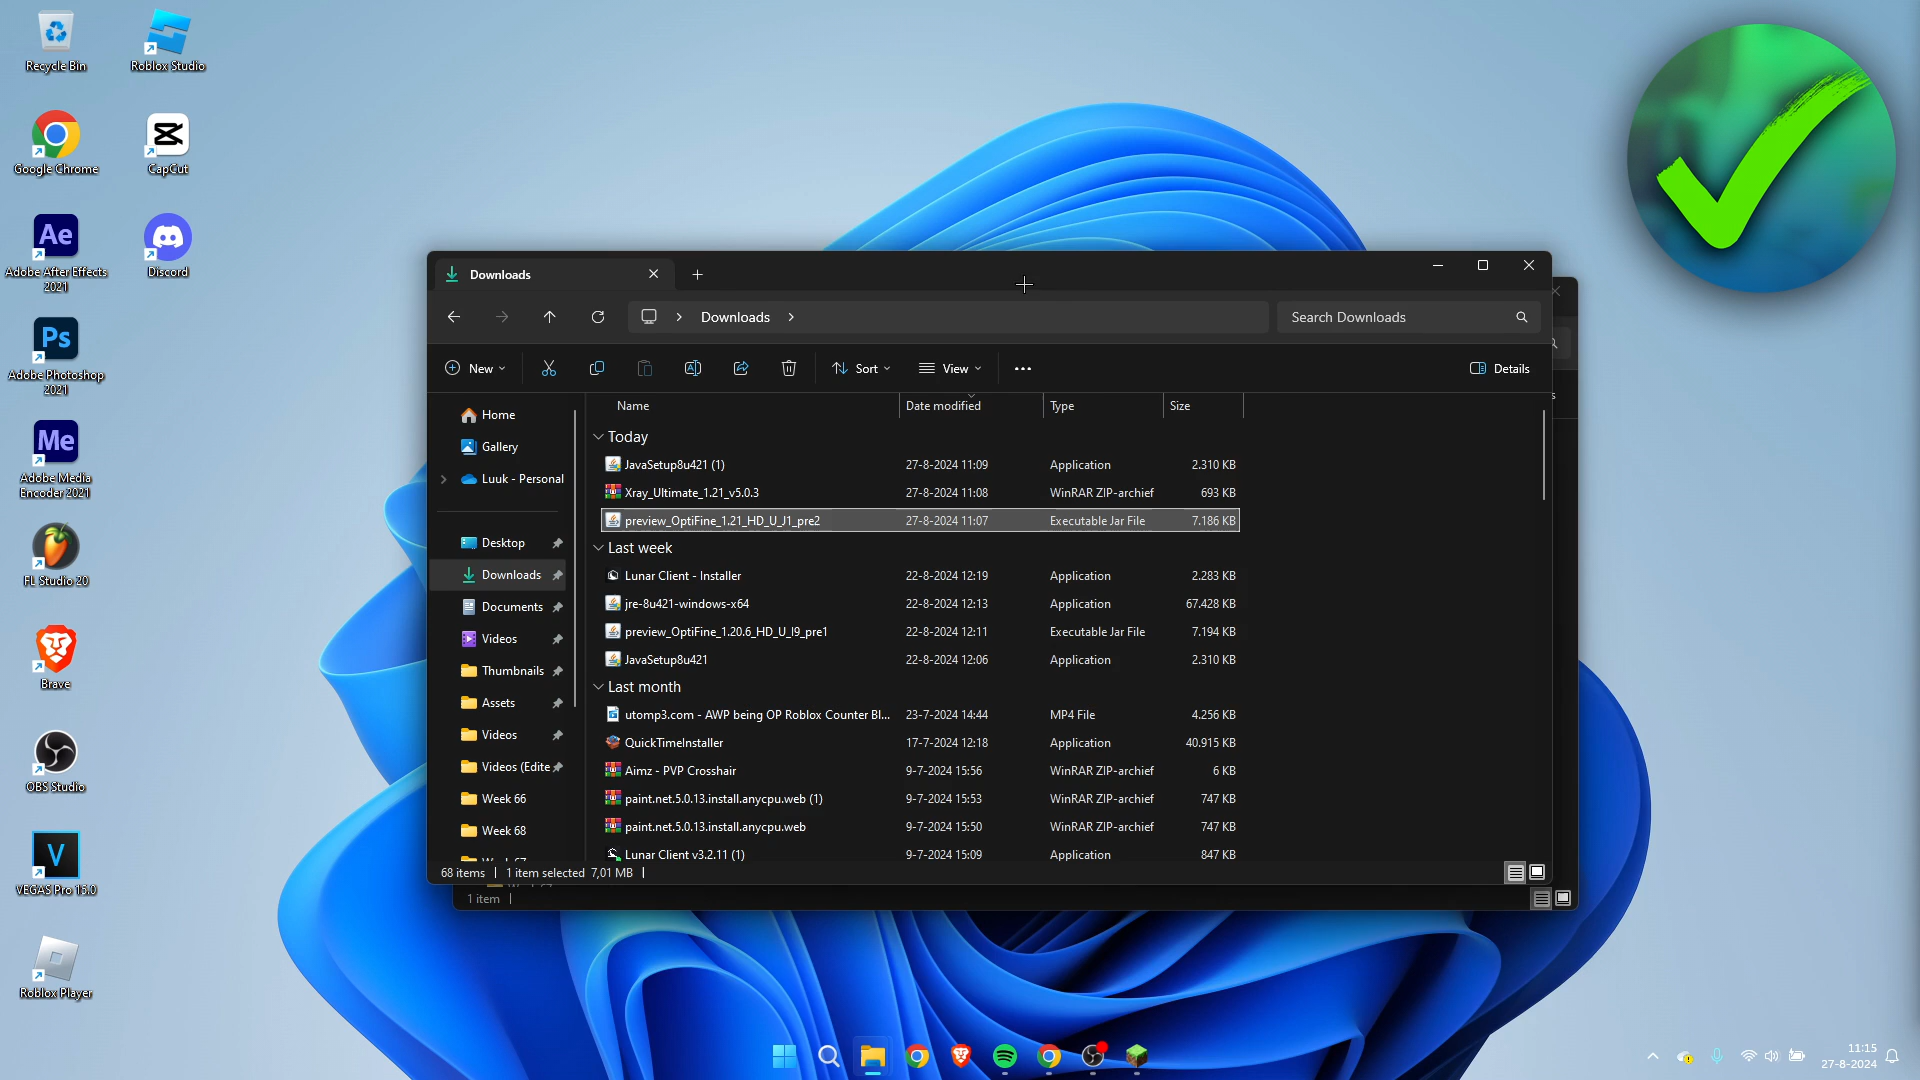 Recycle Bin
Roblox Studio
Google Chrome
CapCut
Ae
Adobe After Effects
2021
Discord
Ps
Adobe Photoshop
2021
Me
Adobe Media
Encoder 2021
FL Studio 20
Brave
OBS Studio
V
VEGAS Pro 15.0
Roblox Player
Downloads
Downloads
Search Downloads
New
Sort
View
Details
Home
Gallery
Luuk - Personal
Desktop
Downloads
Documents
Videos
Thumbnails
Assets
Videos
Videos (Edite
Week 66
Week 68
Name Date modified Type Size
Today
JavaSetup8u421 (1) 27-8-2024 11:09 Application 2.310 KB
Xray_Ultimate_1.21_v5.0.3 27-8-2024 11:08 WinRAR ZIP-archief 693 KB
preview_OptiFine_1.21_HD_U_J1_pre2 27-8-2024 11:07 Executable Jar File 7.186 KB
Last week
Lunar Client - Installer 22-8-2024 12:19 Application 2.283 KB
jre-8u421-windows-x64 22-8-2024 12:13 Application 67.428 KB
preview_OptiFine_1.20.6_HD_U_I9_pre1 22-8-2024 12:11 Executable Jar File 7.194 KB
JavaSetup8u421 22-8-2024 12:06 Application 2.310 KB
Last month
utomp3.com - AWP being OP Roblox Counter Bl... 23-7-2024 14:44 MP4 File 4.256 KB
QuickTimeInstaller 17-7-2024 12:18 Application 40.915 KB
Aimz - PVP Crosshair 9-7-2024 15:56 WinRAR ZIP-archief 6 KB
paint.net.5.0.13.install.anycpu.web (1) 9-7-2024 15:53 WinRAR ZIP-archief 747 KB
paint.net.5.0.13.install.anycpu.web 9-7-2024 15:50 WinRAR ZIP-archief 747 KB
Lunar Client v3.2.11 (1) 9-7-2024 15:09 Application 847 KB
68 items 1 item selected 7,01 MB
1 item
11:15
27-8-2024